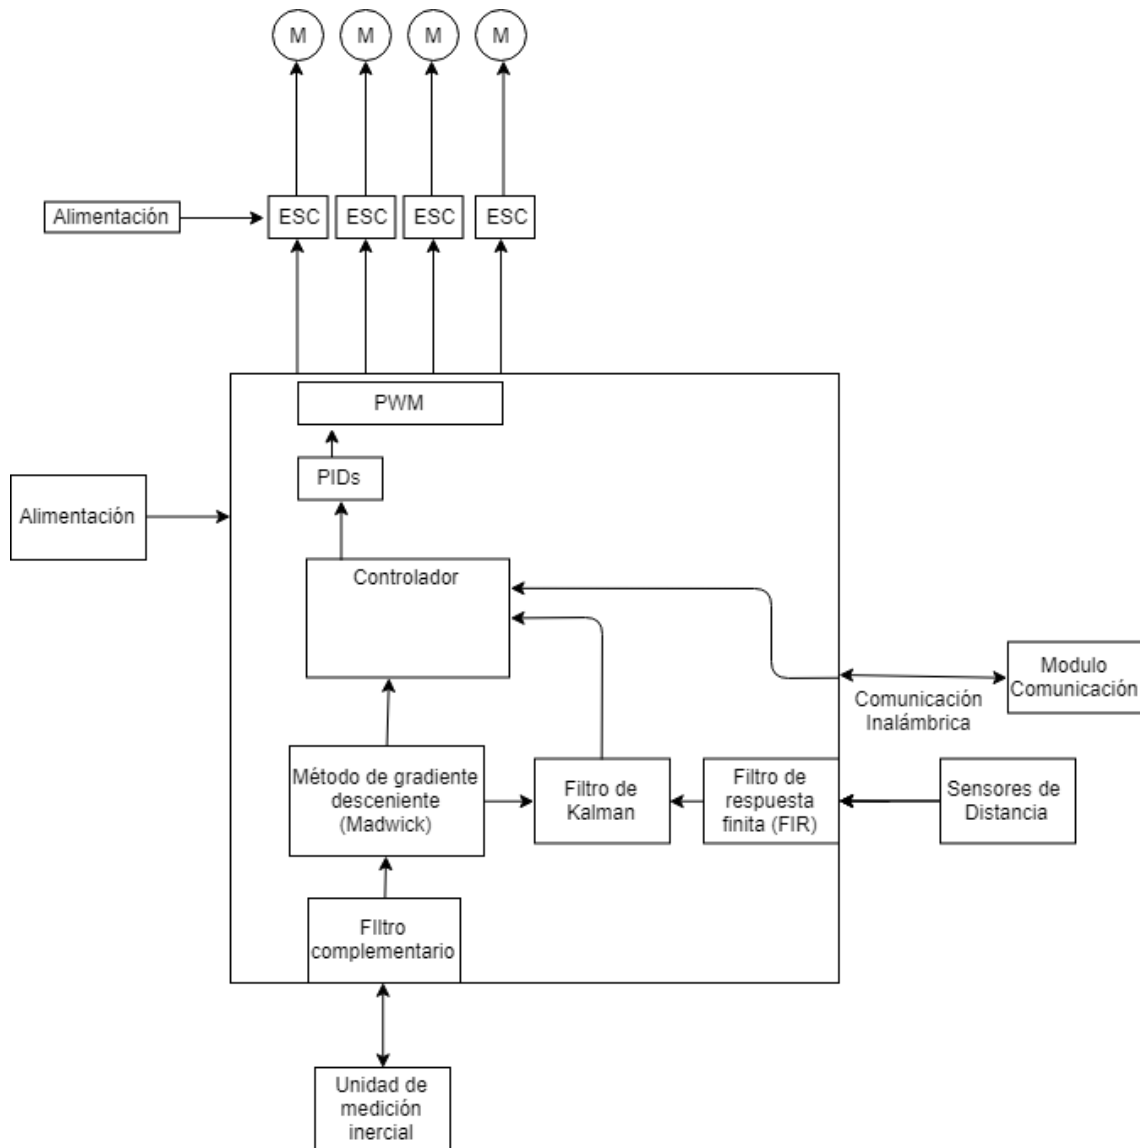 M M M M
Alimentación
ESC ESC ESC ESC
PWM
PIDs
Alimentación
Controlador
Modulo
Comunicación
Comunicación
Inalámbrica
Método de gradiente
desceniente
(Madwick)
Filtro de
Kalman
Filtro de
respuesta
finita (FIR)
Sensores de
Distancia
FIltro
complementario
Unidad de
medición
inercial